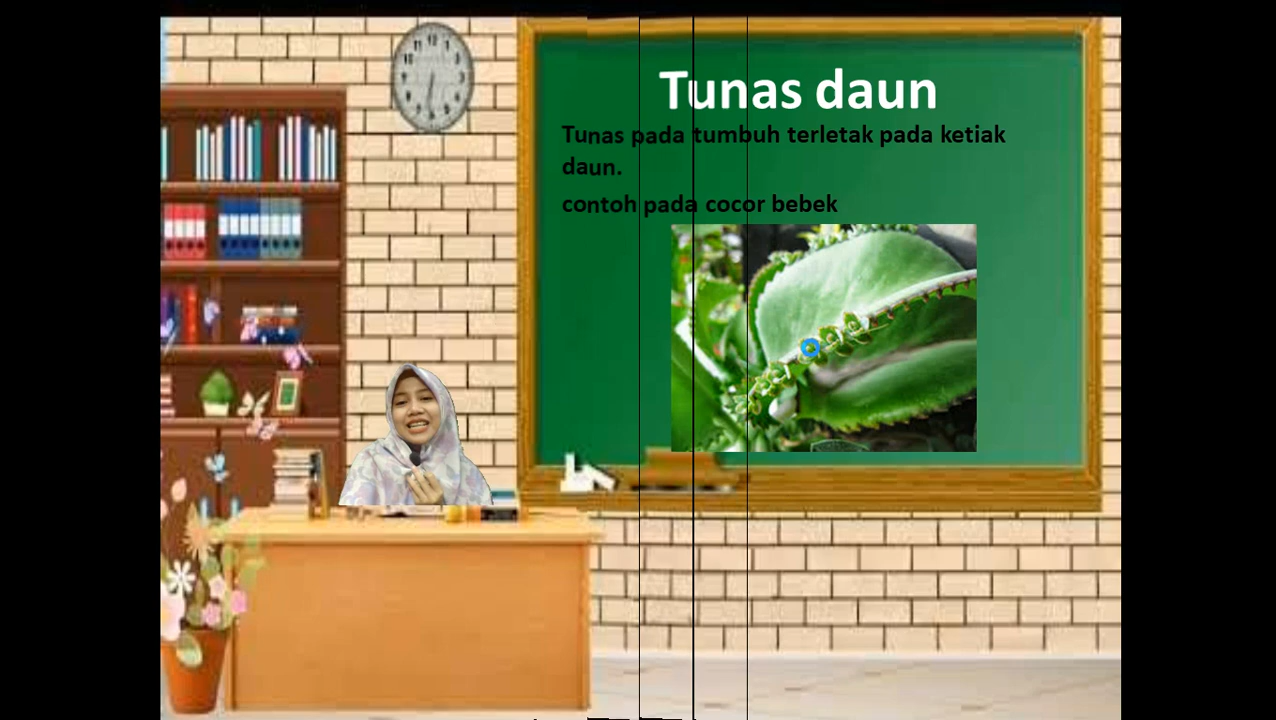 Tunas daun
Tunas pada tumbuh terletak pada ketiak
daun.
contoh pada cocor bebek